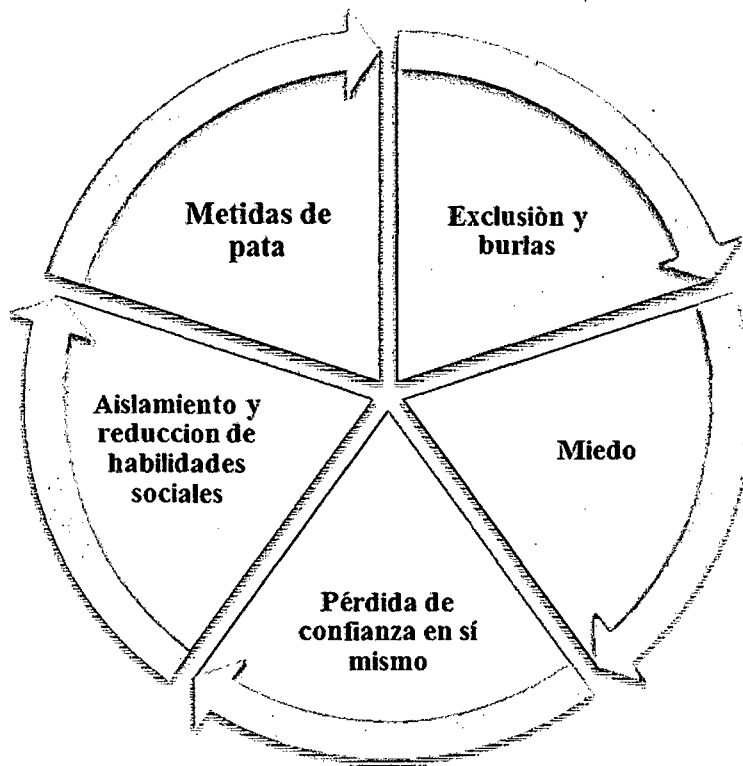 Metidas de
pata
Exclusiòn y
burlas
Miedo
Pérdida de
confianza en sí
mismo
Aislamiento y
reduccion de
habilidades
sociales